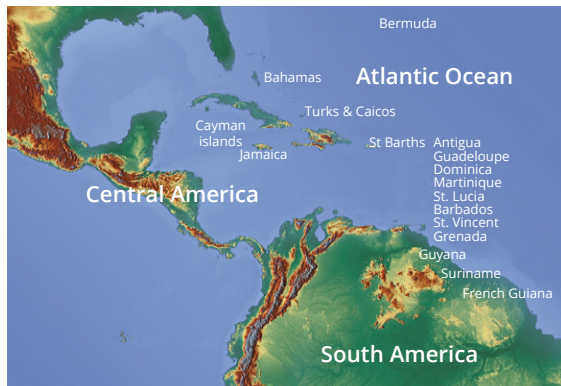 Bermuda
Atlantic Ocean
Bahamas
Turks & Caicos
Cayman
islands
Jamaica
St Barths
Antigua
Guadeloupe
Dominica
Martinique
St. Lucia
Barbados
St. Vincent
Grenada
Central America
Guyana
Suriname
French Guiana
South America